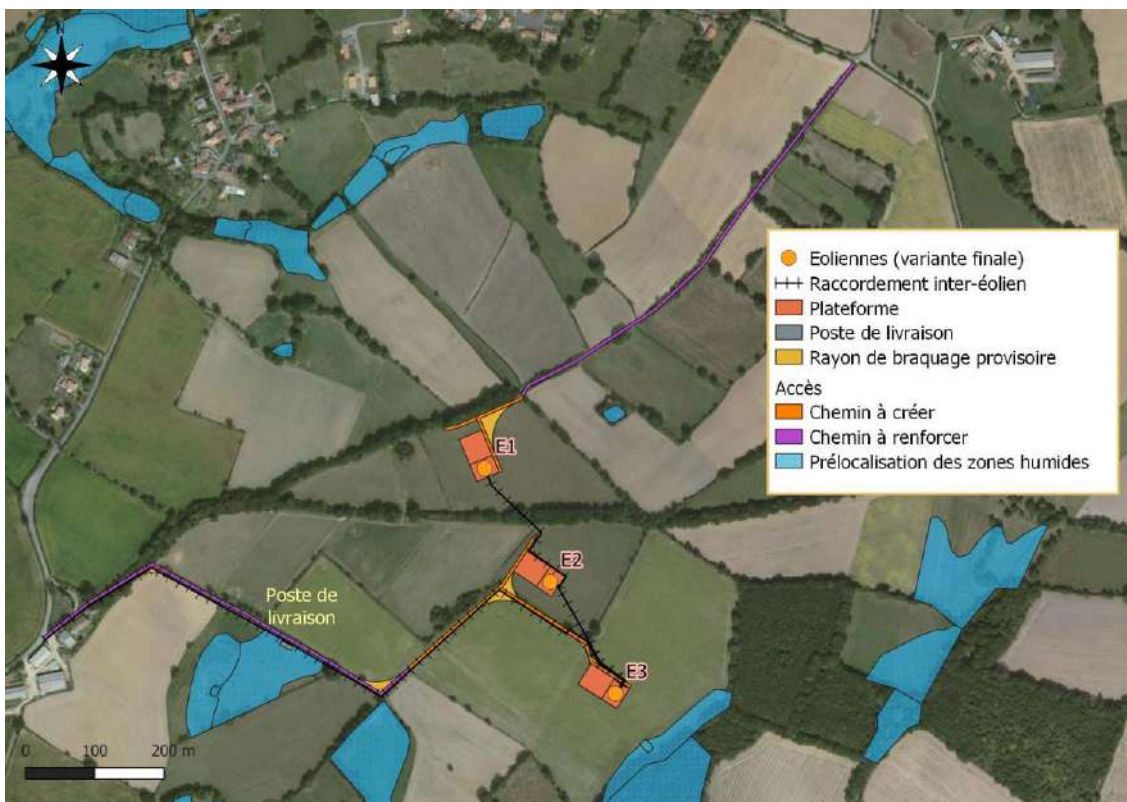 N
Eoliennes (variante finale)
Raccordement inter-éolien
Plateforme
Poste de livraison
Rayon de braquage provisoire
Accès
Chemin à créer
Chemin à renforcer
Prélocalisation des zones humides
E1
E2
Poste de
livraison
E3
0 100 200 m